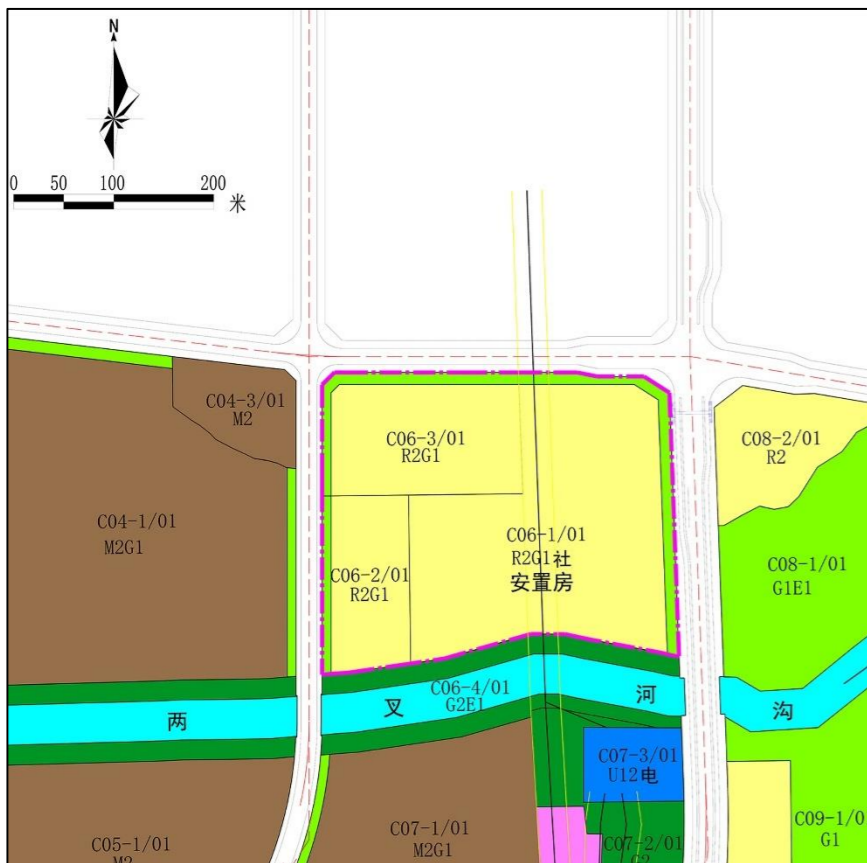 N
0 50 100 200
米
C04-3/01
M2
C06-3/01
R2G1
C08-2/01
R2
C04-1/01
M2G1
C06-1/01
R2G1社
安置房
C06-2/01
R2G1
C08-1/01
G1E1
C06-4/01
G2E1
两 叉 河 沟
C07-3/01
U12电
C05-1/01
M2
C07-1/01
M2G1
C07-2/01
G2
C09-1/0
G1